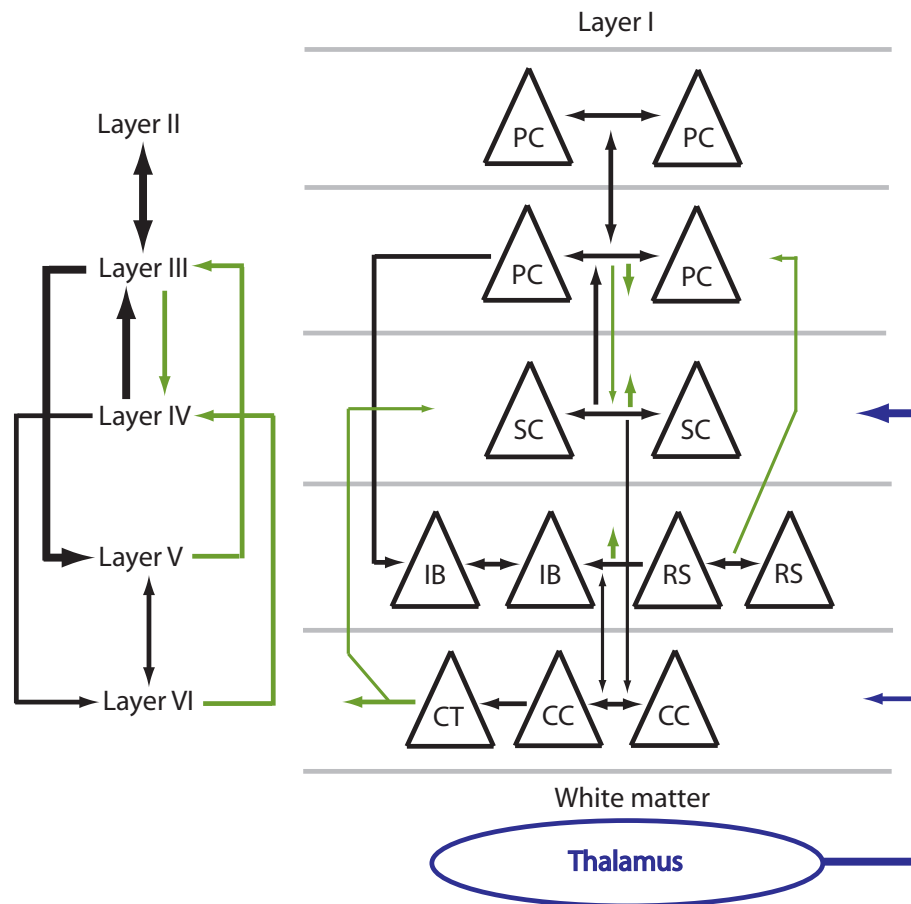 Layer I
Layer II
PC PC
Layer III
PC PC
Layer IV
SC SC
Layer V
IB IB RS RS
Layer VI
CT CC CC
White matter
Thalamus